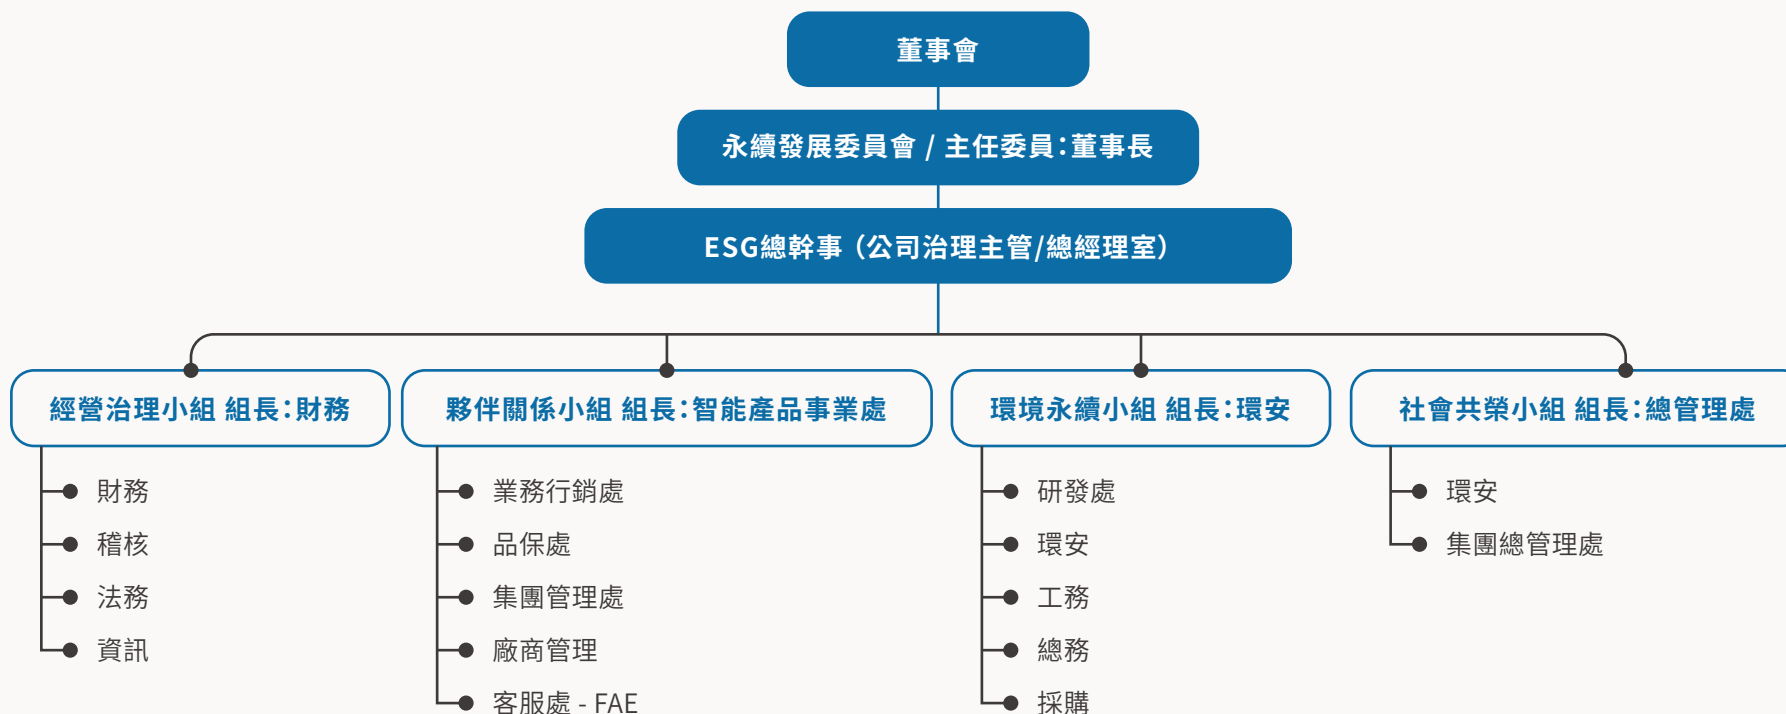 董事會
永續發展委員會 / 主任委員：董事長
ESG總幹事（公司治理主管/總經理室）
經營治理小組 組長：財務
財務
稽核
法務
資訊
夥伴關係小組 組長：智能產品事業處
業務行銷處
品保處
集團管理處
廠商管理
客服處 - FAE
環境永續小組 組長：環安
研發處
環安
工務
總務
採購
社會共榮小組 組長：總管理處
環安
集團總管理處